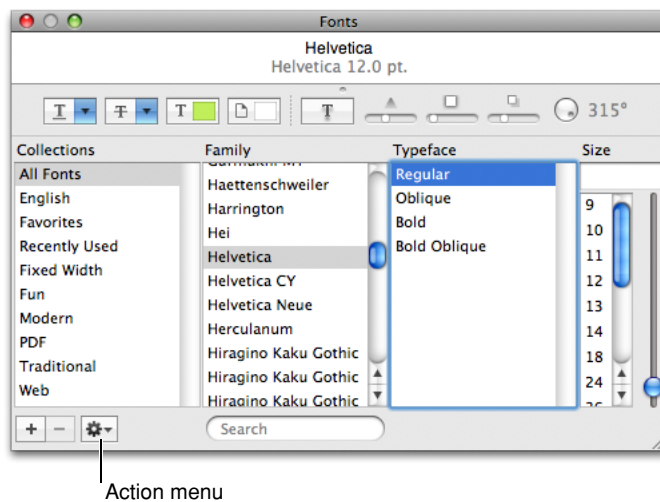 Fonts
Helvetica
Helvetica 12.0 pt.
T T T T 315°
Collections Family Typeface Size
All Fonts
English
Favorites
Recently Used
Fixed Width
Fun
Modern
PDF
Traditional
Web
Haettenschweiler
Harrington
Hei
Helvetica
Helvetica CY
Helvetica Neue
Herculanum
Hiragino Kaku Gothic
Hiragino Kaku Gothic
Hiragino Kaku Gothic
Regular
Oblique
Bold
Bold Oblique
9
10
11
12
13
14
18
24
Search
Action menu